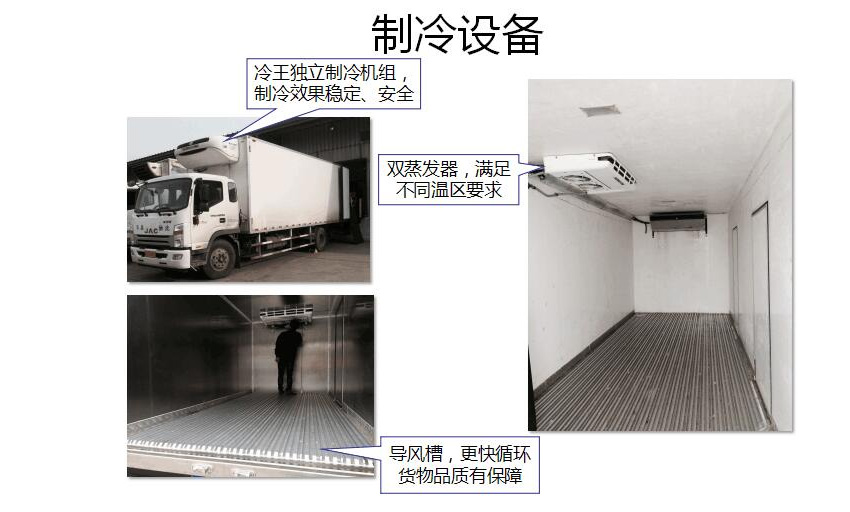 制冷设备
冷王独立制冷机组，
制冷效果稳定、安全
双蒸发器，满足
不同温区要求
JAC
导风槽，更快循环
货物品质有保障